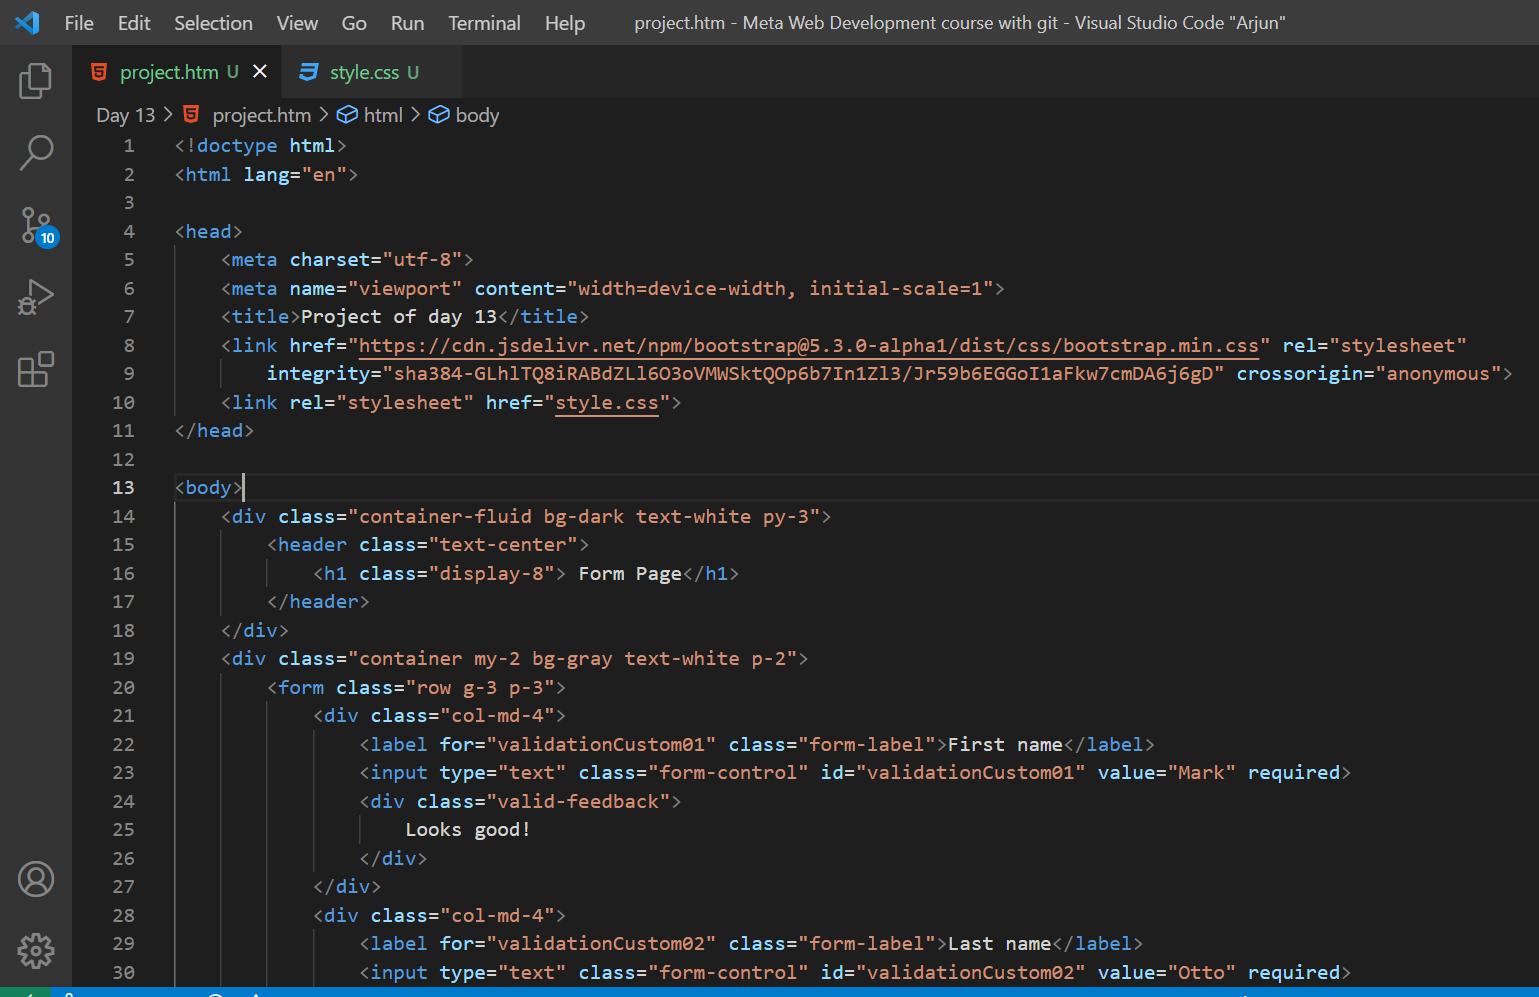 File Edit Selection View Go Run Terminal Help project.htm - Meta Web Development course with git - Visual Studio Code "Arjun"
project.htm U style.css U
Day 13 > project.htm > html > body
10
1 <!doctype html>
2 <html lang="en">
3
4 <head>
5 <meta charset="utf-8">
6 <meta name="viewport" content="width=device-width, initial-scale=1">
7 <title>Project of day 13</title>
8 <link href="https://cdn.jsdelivr.net/npm/bootstrap@5.3.0-alpha1/dist/css/bootstrap.min.css" rel="stylesheet"
9 integrity="sha384-GLhlTQ8iRABdZLl6O3oVMWSktQOp6b7In1Zl3/Jr59b6EGGoI1aFkw7cmDA6j6gD" crossorigin="anonymous">
10 <link rel="stylesheet" href="style.css">
11 </head>
12
13 <body>
14 <div class="container-fluid bg-dark text-white py-3">
15 <header class="text-center">
16 <h1 class="display-8"> Form Page</h1>
17 </header>
18 </div>
19 <div class="container my-2 bg-gray text-white p-2">
20 <form class="row g-3 p-3">
21 <div class="col-md-4">
22 <label for="validationCustom01" class="form-label">First name</label>
23 <input type="text" class="form-control" id="validationCustom01" value="Mark" required>
24 <div class="valid-feedback">
25 Looks good!
26 </div>
27 </div>
28 <div class="col-md-4">
29 <label for="validationCustom02" class="form-label">Last name</label>
30 <input type="text" class="form-control" id="validationCustom02" value="Otto" required>